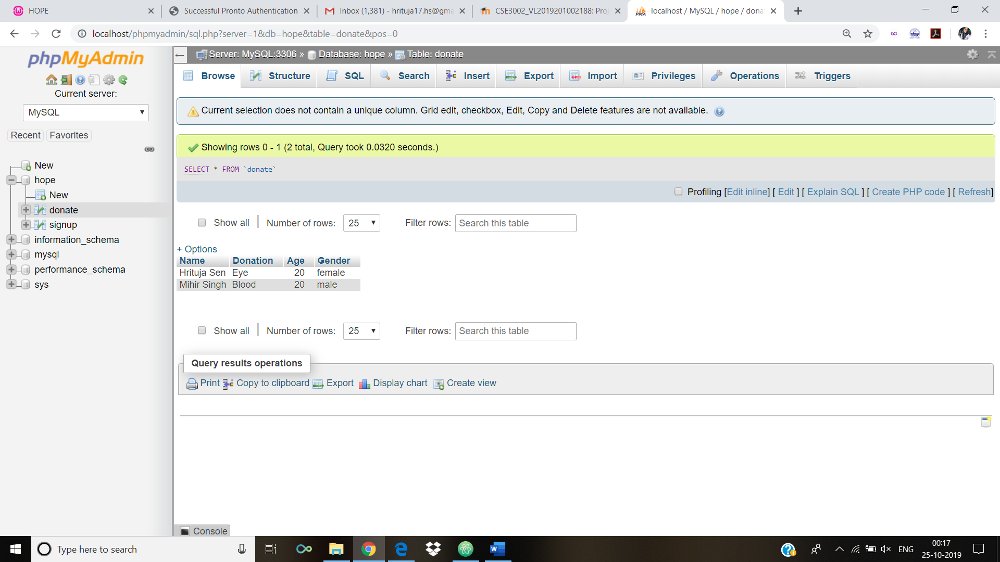 HOPE
Successful Pronto Authentication
Inbox (1,381) - hrituja17.hs@gma
CSE3002_VL2019201002188: Proj
localhost / MySQL / hope / dona
localhost/phpmyadmin/sql.php?server=1&db=hope&table=donate&pos=0
phpMyAdmin
Current server:
MySQL
Recent Favorites
New
hope
New
donate
signup
information_schema
mysql
performance_schema
sys
Server: MySQL:3306 » Database: hope » Table: donate
Browse Structure SQL Search Insert Export Import Privileges Operations Triggers
Current selection does not contain a unique column. Grid edit, checkbox, Edit, Copy and Delete features are not available.
Showing rows 0 - 1 (2 total, Query took 0.0320 seconds.)
SELECT * FROM `donate`
Profiling [Edit inline] [ Edit ] [ Explain SQL ] [ Create PHP code ] [ Refresh]
Show all | Number of rows: 25 Filter rows: Search this table
+ Options
Name Donation Age Gender
Hrituja Sen Eye 20 female
Mihir Singh Blood 20 male
Show all | Number of rows: 25 Filter rows: Search this table
Query results operations
Print Copy to clipboard Export Display chart Create view
Console
Type here to search
ENG
00:17
25-10-2019